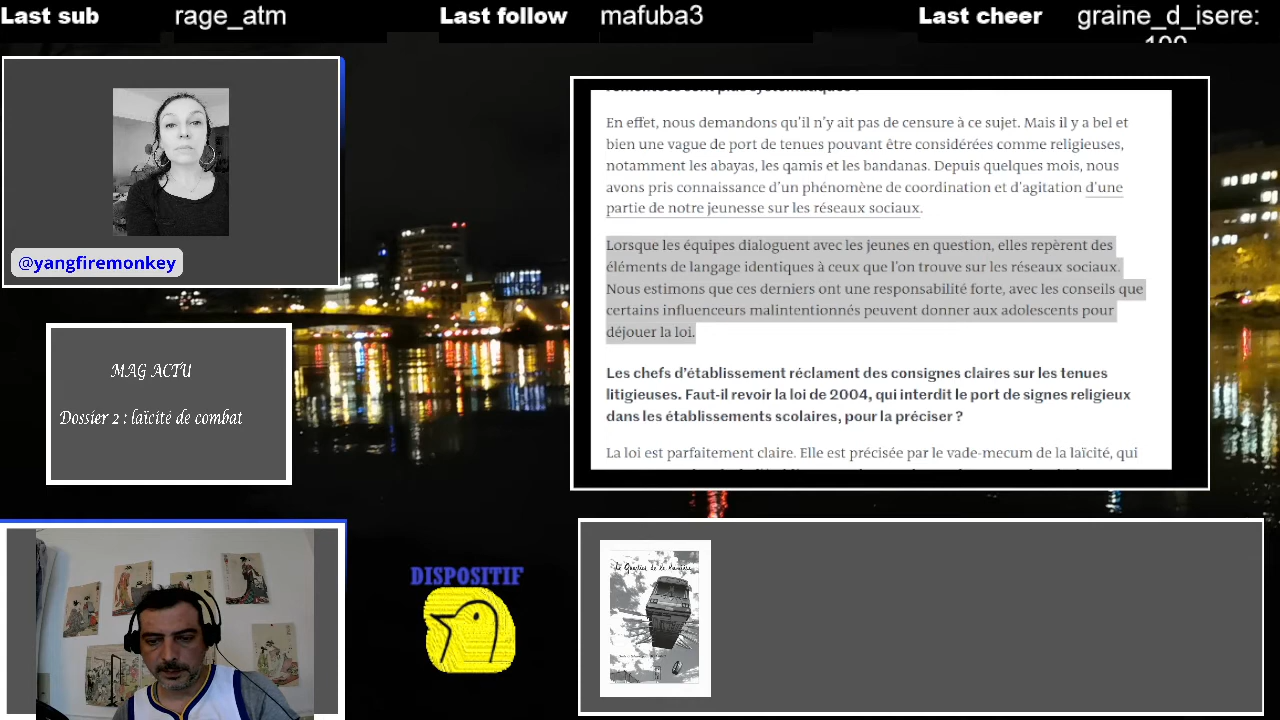 Last sub
rage_atm
Last follow
mafuba3
Last cheer
graine_d_isere:
100
@yangfiremonkey
En effet, nous demandons qu'il n'y ait pas de censure à ce sujet. Mais il y a bel et
bien une vague de port de tenues pouvant être considérées comme religieuses,
notamment les abayas, les qamis et les bandanas. Depuis quelques mois, nous
avons pris connaissance d'un phénomène de coordination et d'agitation d'une
partie de notre jeunesse sur les réseaux sociaux.
Lorsque les équipes dialoguent avec les jeunes en question, elles repèrent des
éléments de langage identiques à ceux que l'on trouve sur les réseaux sociaux.
Nous estimons que ces derniers ont une responsabilité forte, avec les conseils que
certains influenceurs malintentionnés peuvent donner aux adolescents pour
déjouer la loi.
Les chefs d'établissement réclament des consignes claires sur les tenues
litigieuses. Faut-il revoir la loi de 2004, qui interdit le port de signes religieux
dans les établissements scolaires, pour la préciser ?
La loi est parfaitement claire. Elle est précisée par le vade-mecum de la laïcité, qui
MAG ACTU
Dossier 2 : laïcité de combat
DISPOSITIF